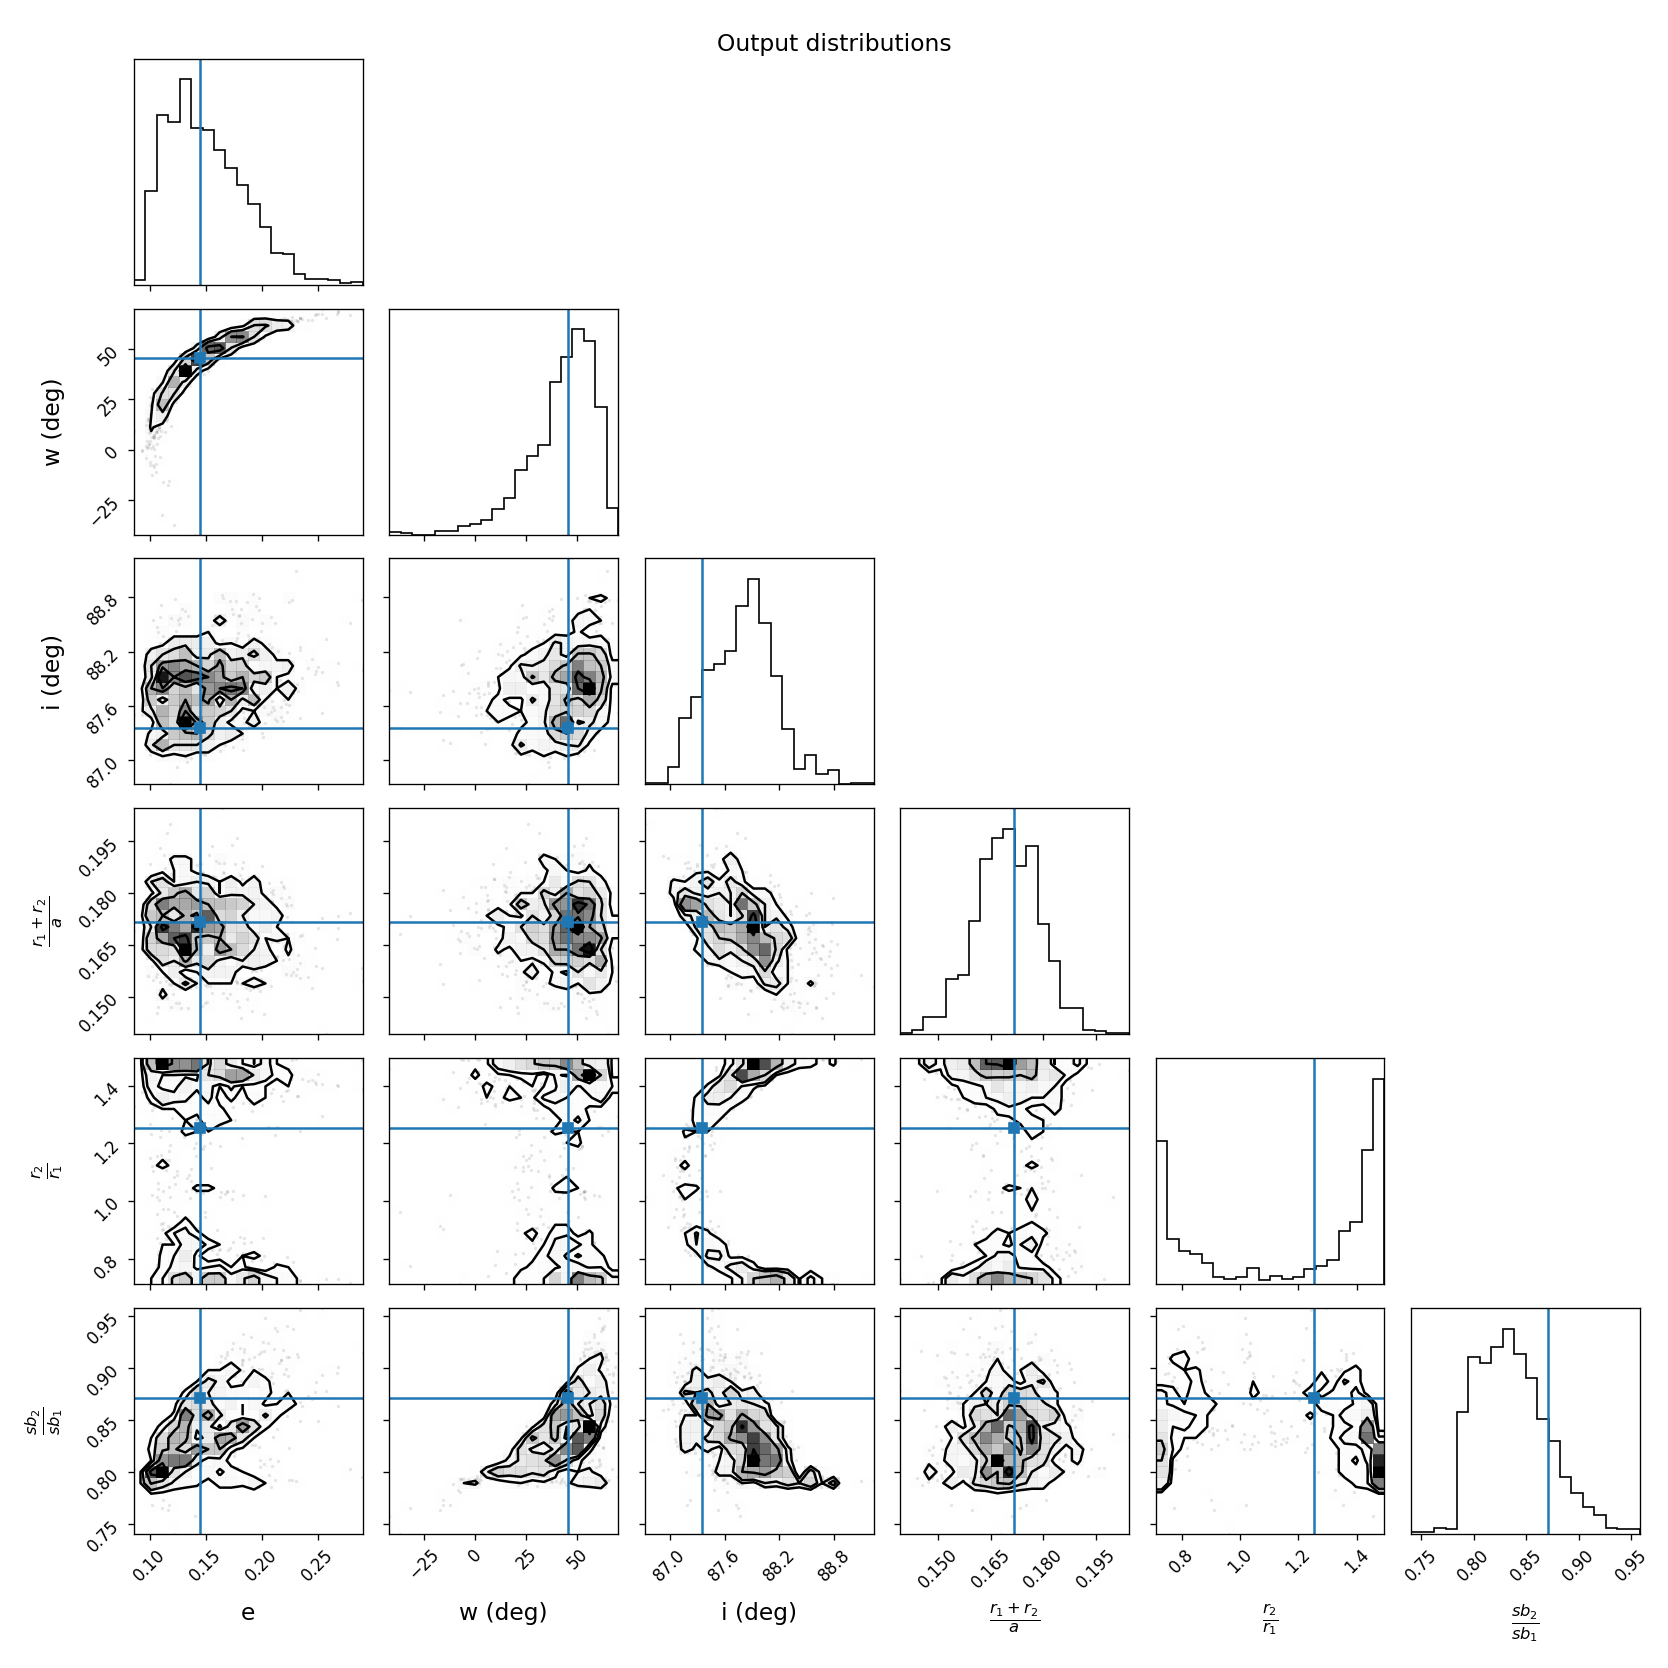 Output distributions
50
25
0
−25
w (deg)
88.8
88.2
87.6
87.0
i (deg)
0.195
0.180
0.165
0.150
r₁ + r₂
a
1.4
1.2
1.0
0.8
r₂
r₁
0.95
0.90
0.85
0.80
0.75
sb₂
sb₁
0.10 0.15 0.20 0.25 −25 0 25 50 87.0 87.6 88.2 88.8 0.150 0.165 0.180 0.195 0.8 1.0 1.2 1.4 0.75 0.80 0.85 0.90 0.95
e w (deg) i (deg) r₁ + r₂ r₂ sb₂
a r₁ sb₁